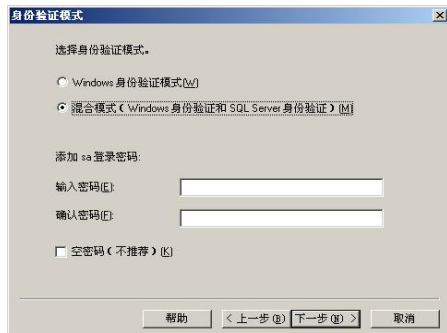 身份验证模式
选择身份验证模式。
Windows 身份验证模式(W)
混合模式（Windows 身份验证和 SQL Server 身份验证）(M)
添加 sa 登录密码:
输入密码(E):
确认密码(F):
空密码（不推荐）(K)
帮助
< 上一步(B)
下一步(N) >
取消